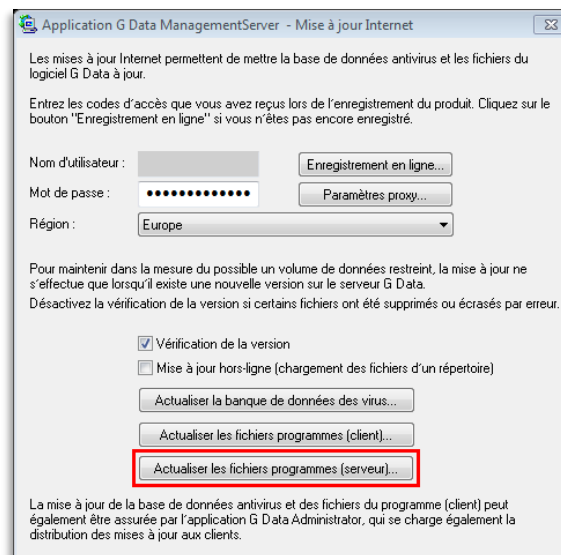 Application G Data ManagementServer - Mise à jour Internet
Les mises à jour Internet permettent de mettre la base de données antivirus et les fichiers du
logiciel G Data à jour.
Entrez les codes d'accès que vous avez reçus lors de l'enregistrement du produit. Cliquez sur le
bouton "Enregistrement en ligne" si vous n'êtes pas encore enregistré.
Nom d'utilisateur :
Enregistrement en ligne...
Mot de passe :
Paramètres proxy...
Région :
Europe
Pour maintenir dans la mesure du possible un volume de données restreint, la mise à jour ne
s'effectue que lorsqu'il existe une nouvelle version sur le serveur G Data.
Désactivez la vérification de la version si certains fichiers ont été supprimés ou écrasés par erreur.
Vérification de la version
Mise à jour hors-ligne (chargement des fichiers d'un répertoire)
Actualiser la banque de données des virus...
Actualiser les fichiers programmes (client)...
Actualiser les fichiers programmes (serveur)...
La mise à jour de la base de données antivirus et des fichiers du programme (client) peut
également être assurée par l'application G Data Administrator, qui se charge également la
distribution des mises à jour aux clients.